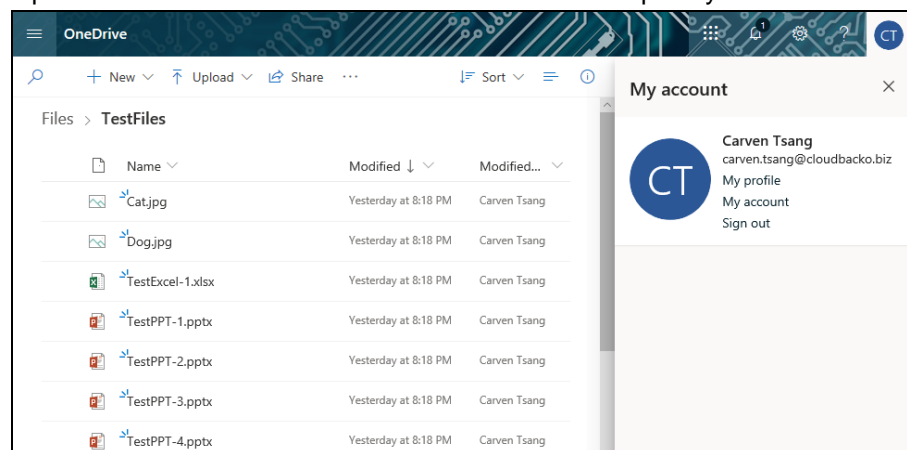 OneDrive
1
?
CT
New
Upload
Share
...
Sort
My account
Files > TestFiles
Name
Modified ↓
Modified...
Carven Tsang
carven.tsang@cloudbacko.biz
CT
My profile
My account
Sign out
Cat.jpg Yesterday at 8:18 PM Carven Tsang
Dog.jpg Yesterday at 8:18 PM Carven Tsang
TestExcel-1.xlsx Yesterday at 8:18 PM Carven Tsang
TestPPT-1.pptx Yesterday at 8:18 PM Carven Tsang
TestPPT-2.pptx Yesterday at 8:18 PM Carven Tsang
TestPPT-3.pptx Yesterday at 8:18 PM Carven Tsang
TestPPT-4.pptx Yesterday at 8:18 PM Carven Tsang